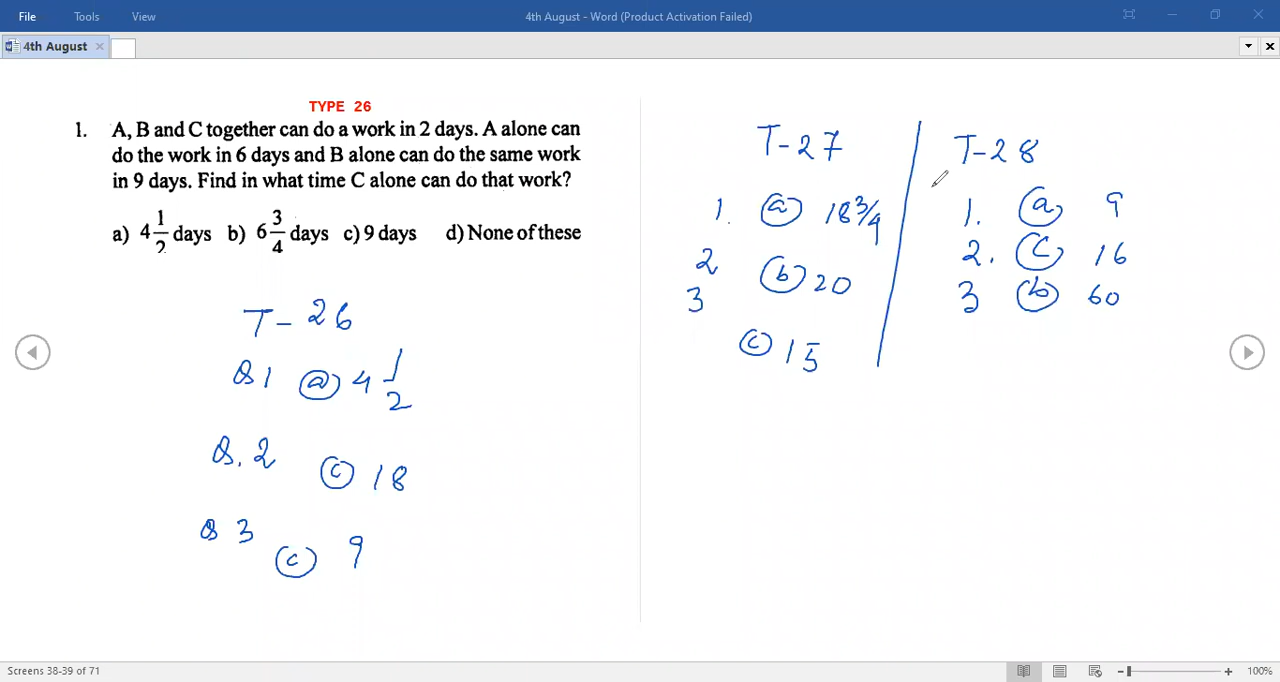 File Tools View 4th August - Word (Product Activation Failed)
4th August
TYPE 26
1. A, B and C together can do a work in 2 days. A alone can
do the work in 6 days and B alone can do the same work
in 9 days. Find in what time C alone can do that work?
a) 4 1/2 days b) 6 3/4 days c) 9 days d) None of these
T - 26
Q1 (a) 4 1/2
Q.2 (c) 18
Q3 (c) 9
T - 27
1. (a) 18 3/4
2 (b) 20
3
(c) 15
T - 28
1. (a) 9
2. (c) 16
3 (b) 60
Screens 38-39 of 71 100%